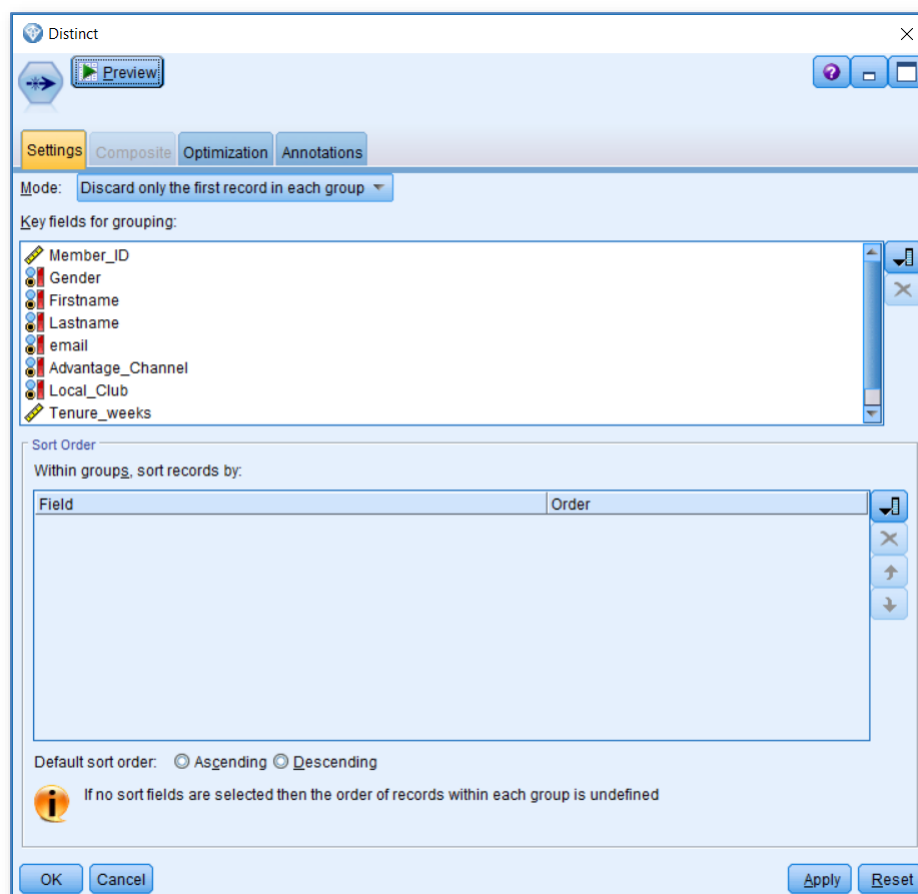 Distinct
Preview
Settings Composite Optimization Annotations
Mode: Discard only the first record in each group
Key fields for grouping:
Member_ID
Gender
Firstname
Lastname
email
Advantage_Channel
Local_Club
Tenure_weeks
Sort Order
Within groups, sort records by:
Field Order
Default sort order: Ascending Descending
If no sort fields are selected then the order of records within each group is undefined
OK Cancel Apply Reset